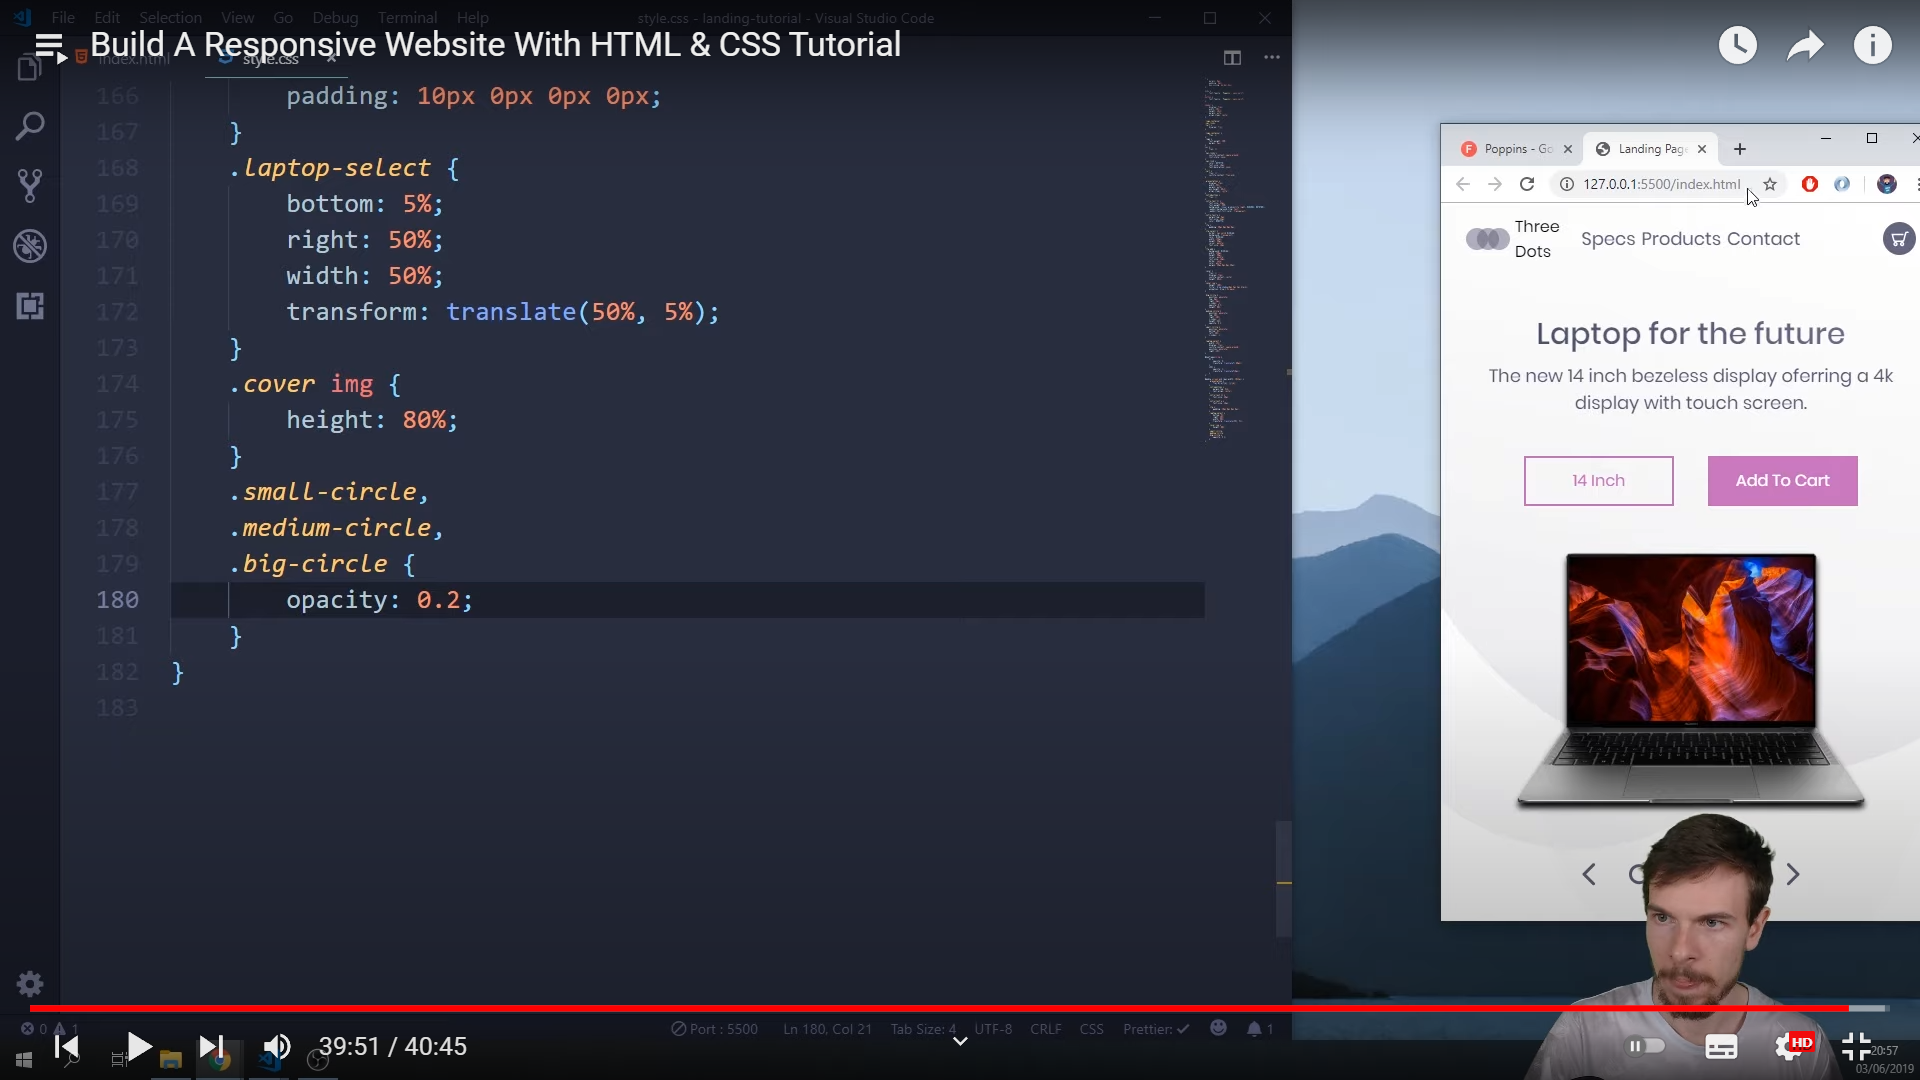 File Edit Selection View Go Debug Terminal Help
style.css - landing-tutorial - Visual Studio Code
Build A Responsive Website With HTML & CSS Tutorial
index.html
style.css
166 padding: 10px 0px 0px 0px;
167 }
168 .laptop-select {
169 bottom: 5%;
170 right: 50%;
171 width: 50%;
172 transform: translate(50%, 5%);
173 }
174 .cover img {
175 height: 80%;
176 }
177 .small-circle,
178 .medium-circle,
179 .big-circle {
180 opacity: 0.2;
181 }
182 }
183
Poppins - Go
Landing Page
127.0.0.1:5500/index.html
Three
Dots
Specs Products Contact
Laptop for the future
The new 14 inch bezeless display oferring a 4k
display with touch screen.
14 Inch
Add To Cart
0 1
Port : 5500 Ln 180, Col 21 Tab Size: 4 UTF-8 CRLF CSS Prettier: ✓ 1
39:51 / 40:45
HD
20:57
03/06/2019